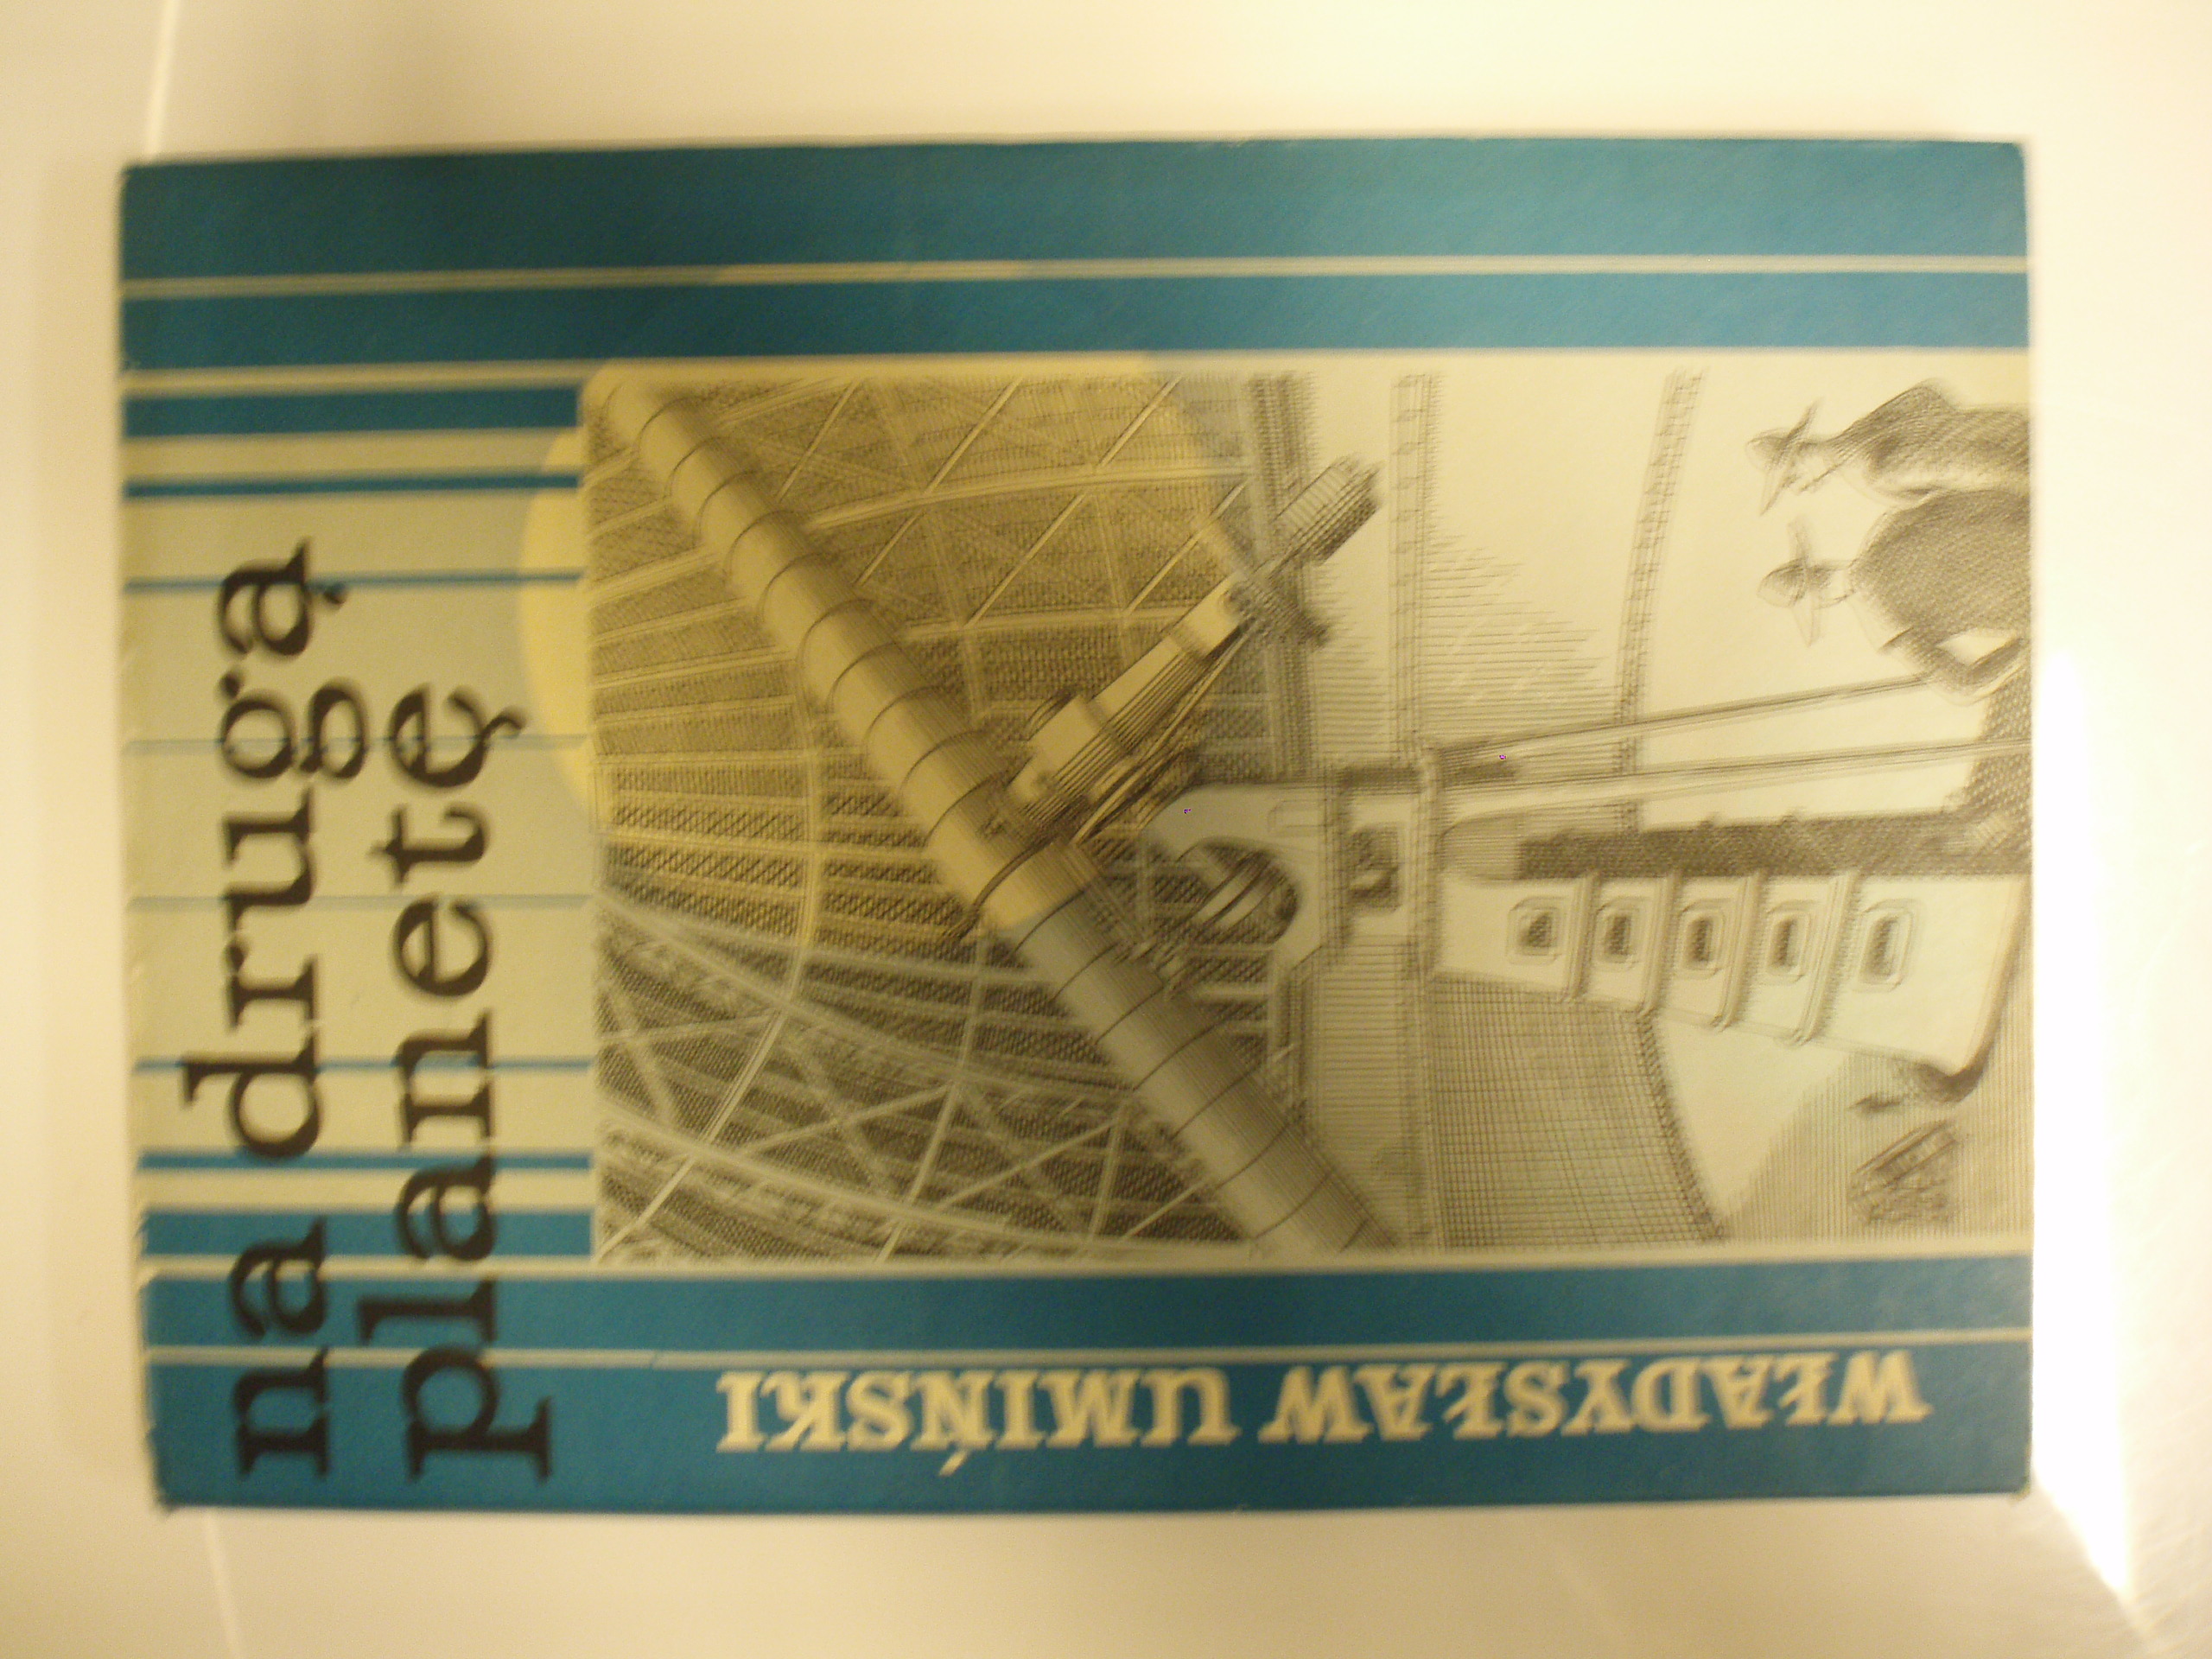 na drugą
planetę
WŁADYSŁAW UMIŃSKI